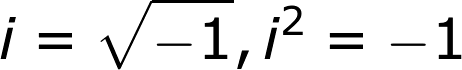 i = √−1, i² = −1